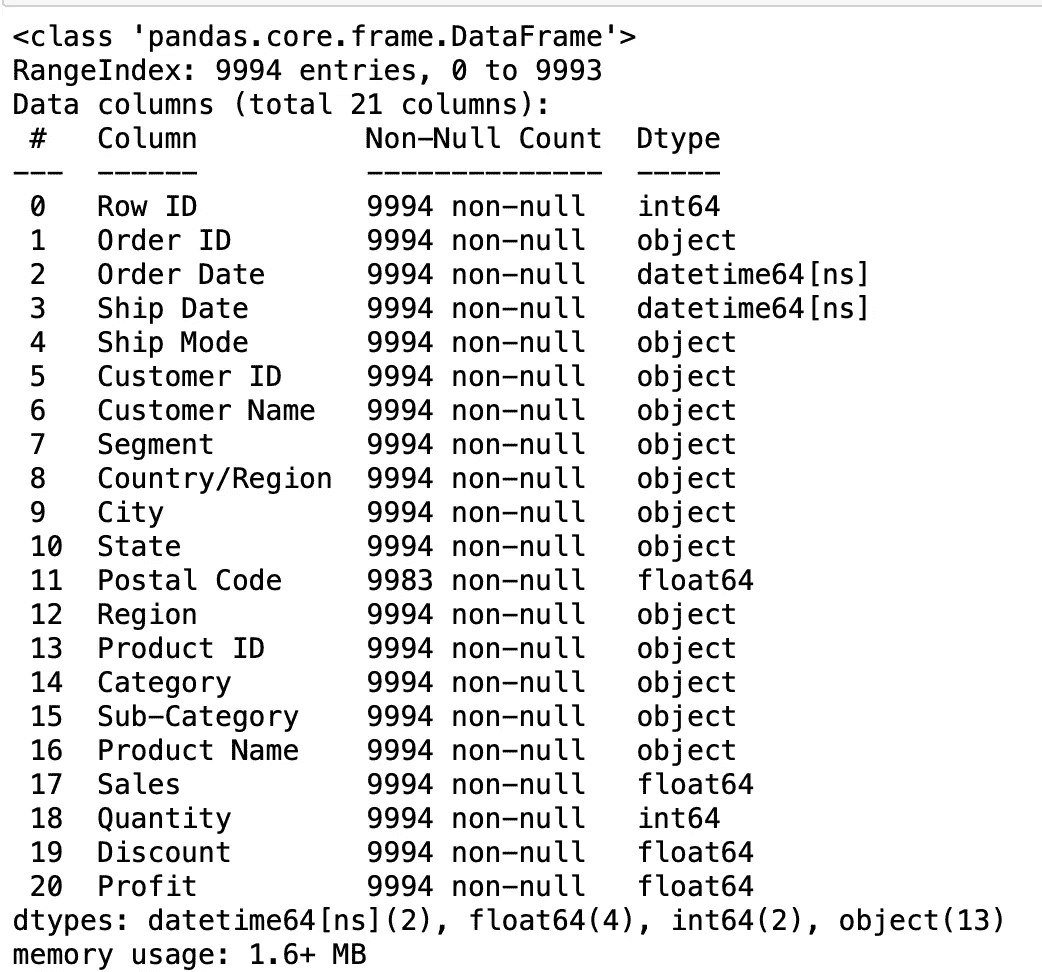 <class 'pandas.core.frame.DataFrame'>
RangeIndex: 9994 entries, 0 to 9993
Data columns (total 21 columns):
 #   Column          Non-Null Count  Dtype
---  ------          --------------  -----
 0   Row ID          9994 non-null   int64
 1   Order ID        9994 non-null   object
 2   Order Date      9994 non-null   datetime64[ns]
 3   Ship Date       9994 non-null   datetime64[ns]
 4   Ship Mode       9994 non-null   object
 5   Customer ID     9994 non-null   object
 6   Customer Name   9994 non-null   object
 7   Segment         9994 non-null   object
 8   Country/Region  9994 non-null   object
 9   City            9994 non-null   object
 10  State           9994 non-null   object
 11  Postal Code     9983 non-null   float64
 12  Region          9994 non-null   object
 13  Product ID      9994 non-null   object
 14  Category        9994 non-null   object
 15  Sub-Category    9994 non-null   object
 16  Product Name    9994 non-null   object
 17  Sales           9994 non-null   float64
 18  Quantity        9994 non-null   int64
 19  Discount        9994 non-null   float64
 20  Profit          9994 non-null   float64
dtypes: datetime64[ns](2), float64(4), int64(2), object(13)
memory usage: 1.6+ MB